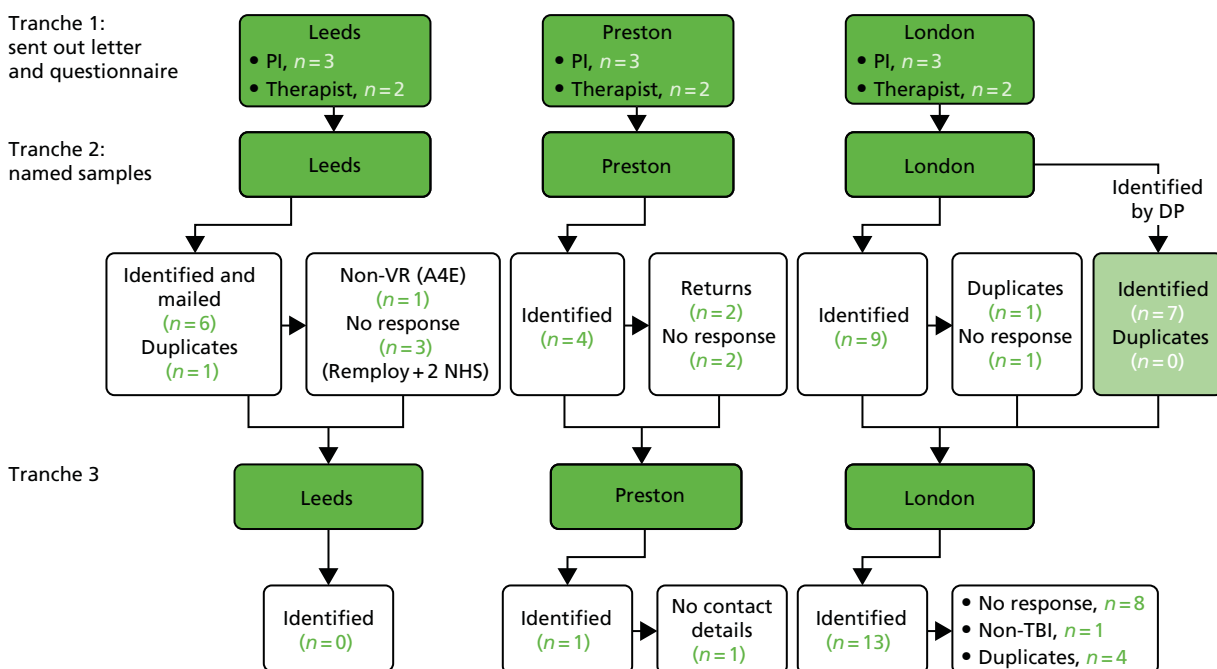 Tranche 1:
sent out letter
and questionnaire
Leeds
• PI, n=3
• Therapist, n=2
Preston
• PI, n=3
• Therapist, n=2
London
• PI, n=3
• Therapist, n=2
Tranche 2:
named samples
Leeds
Preston
London
Identified
by DP
Identified and
mailed
(n=6)
Duplicates
(n=1)
Non-VR (A4E)
(n=1)
No response
(n=3)
(Remploy+2 NHS)
Identified
(n=4)
Returns
(n=2)
No response
(n=2)
Identified
(n=9)
Duplicates
(n=1)
No response
(n=1)
Identified
(n=7)
Duplicates
(n=0)
Tranche 3
Leeds
Preston
London
Identified
(n=0)
Identified
(n=1)
No contact
details
(n=1)
Identified
(n=13)
• No response, n=8
• Non-TBI, n=1
• Duplicates, n=4